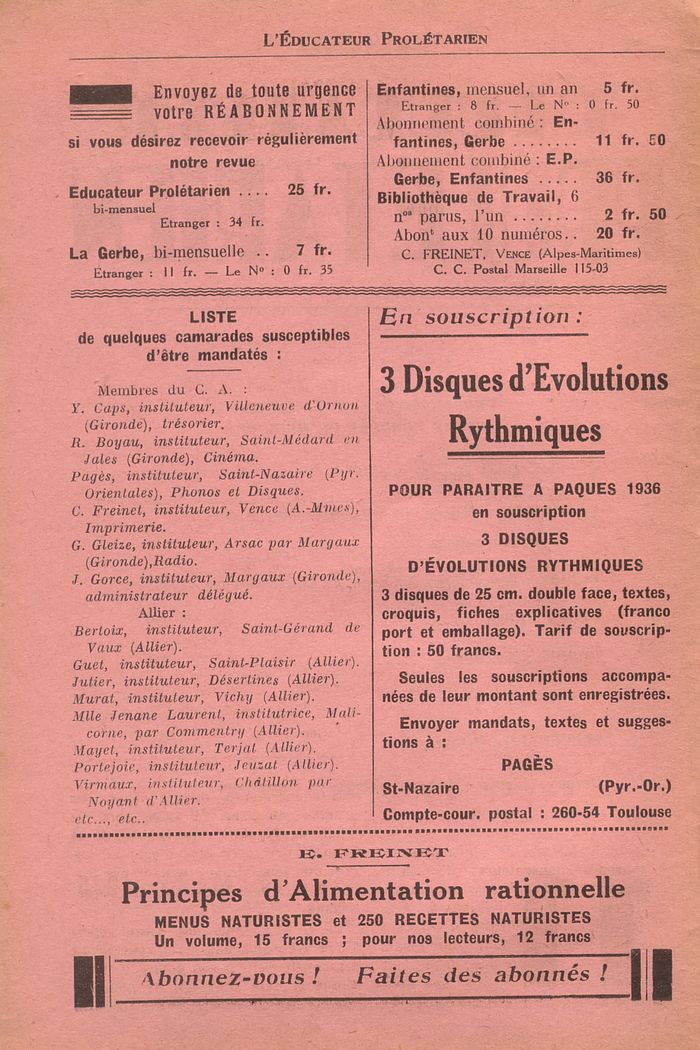 L'ÉDUCATEUR PROLÉTARIEN
Envoyez de toute urgence
votre RÉABONNEMENT
si vous désirez recevoir régulièrement
notre revue
Educateur Prolétarien .... 25 fr.
bi-mensuel
Etranger : 34 fr.
La Gerbe, bi-mensuelle .. 7 fr.
Etranger : 11 fr. — Le N° : 0 fr. 35
Enfantines, mensuel, un an 5 fr.
Etranger : 8 fr. — Le N° : 0 fr. 50
Abonnement combiné : En-
fantines, Gerbe ........ 11 fr. 50
Abonnement combiné : E.P.
Gerbe, Enfantines ..... 36 fr.
Bibliothèque de Travail, 6
nos parus, l'un ........ 2 fr. 50
Abont aux 10 numéros.. 20 fr.
C. FREINET, VENCE (Alpes-Maritimes)
C. C. Postal Marseille 115-03
LISTE
de quelques camarades susceptibles
d'être mandatés :
Membres du C. A. :
Y. Caps, instituteur, Villeneuve d'Ornon
(Gironde), trésorier.
R. Boyau, instituteur, Saint-Médard en
Jales (Gironde), Cinéma.
Pagès, instituteur, Saint-Nazaire (Pyr.
Orientales), Phonos et Disques.
C. Freinet, instituteur, Vence (A.-Mmes),
Imprimerie.
G. Gleize, instituteur, Arsac par Margaux
(Gironde),Radio.
J. Gorce, instituteur, Margaux (Gironde),
administrateur délégué.
Allier :
Bertoix, instituteur, Saint-Gérand de
Vaux (Allier).
Guet, instituteur, Saint-Plaisir (Allier).
Jutier, instituteur, Désertines (Allier).
Murat, instituteur, Vichy (Allier).
Mlle Jenane Laurent, institutrice, Mali-
corne, par Commentry (Allier).
Mayet, instituteur, Terjat (Allier).
Portejoie, instituteur, Jeuzat (Allier).
Virmaux, instituteur, Châtillon par
Noyant d'Allier.
etc..., etc..
En souscription :
3 Disques d'Evolutions
Rythmiques
POUR PARAITRE A PAQUES 1936
en souscription
3 DISQUES
D'ÉVOLUTIONS RYTHMIQUES
3 disques de 25 cm. double face, textes,
croquis, fiches explicatives (franco
port et emballage). Tarif de souscrip-
tion : 50 francs.
Seules les souscriptions accompa-
nées de leur montant sont enregistrées.
Envoyer mandats, textes et sugges-
tions à :
PAGÈS
St-Nazaire (Pyr.-Or.)
Compte-cour. postal : 260-54 Toulouse
E. FREINET
Principes d'Alimentation rationnelle
MENUS NATURISTES et 250 RECETTES NATURISTES
Un volume, 15 francs ; pour nos lecteurs, 12 francs
Abonnez-vous ! Faites des abonnés !